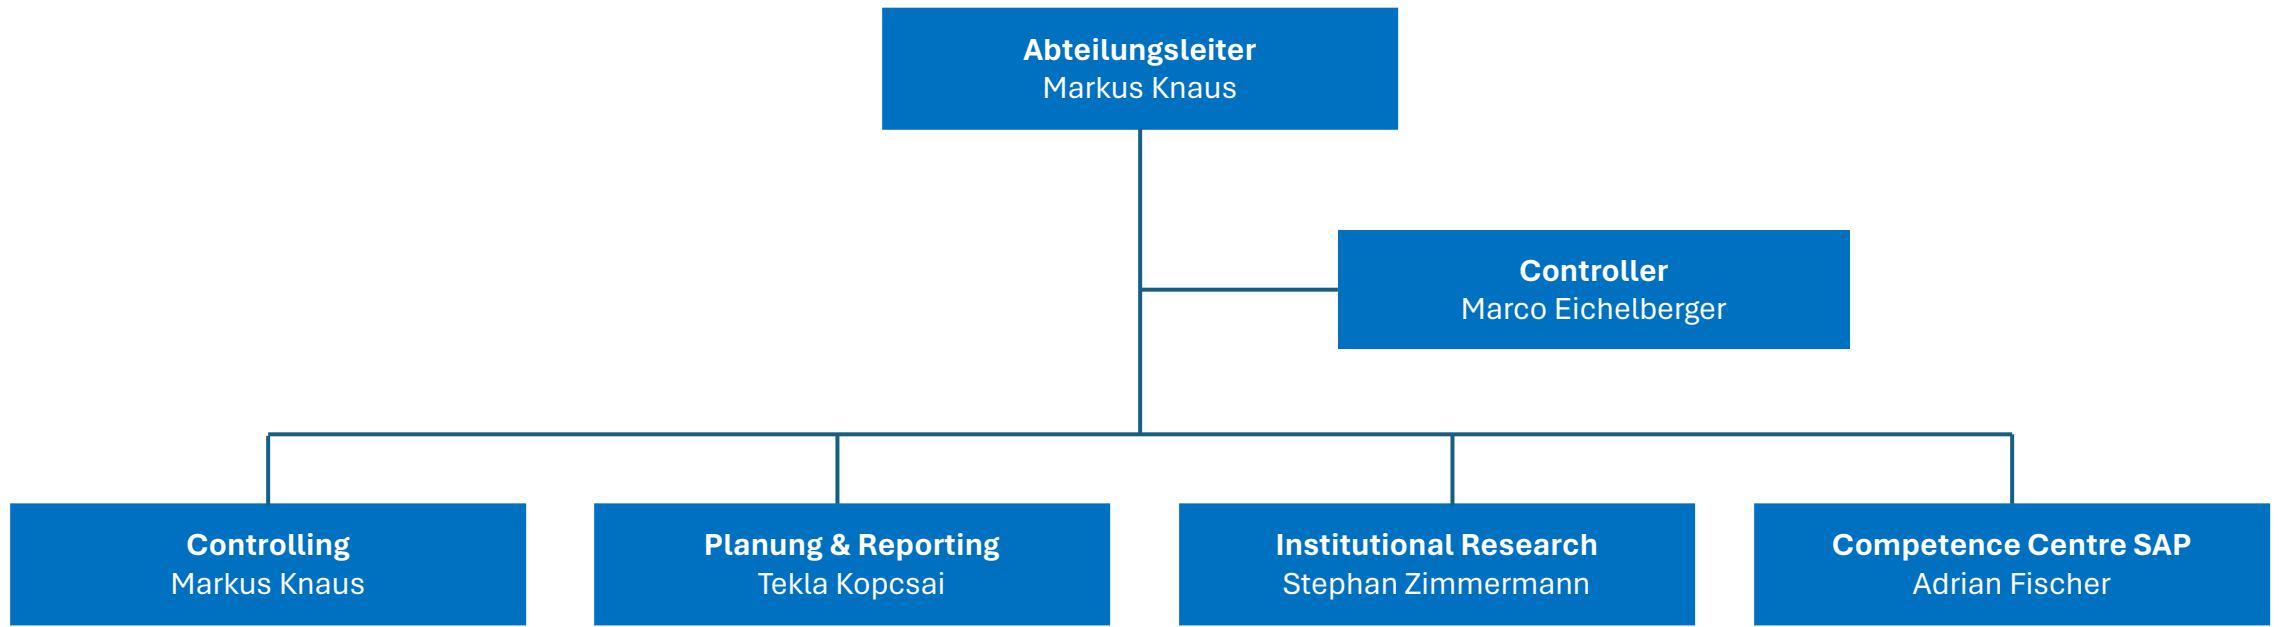 Abteilungsleiter
Markus Knaus
Controller
Marco Eichelberger
Controlling
Markus Knaus
Planung & Reporting
Tekla Kopcsai
Institutional Research
Stephan Zimmermann
Competence Centre SAP
Adrian Fischer